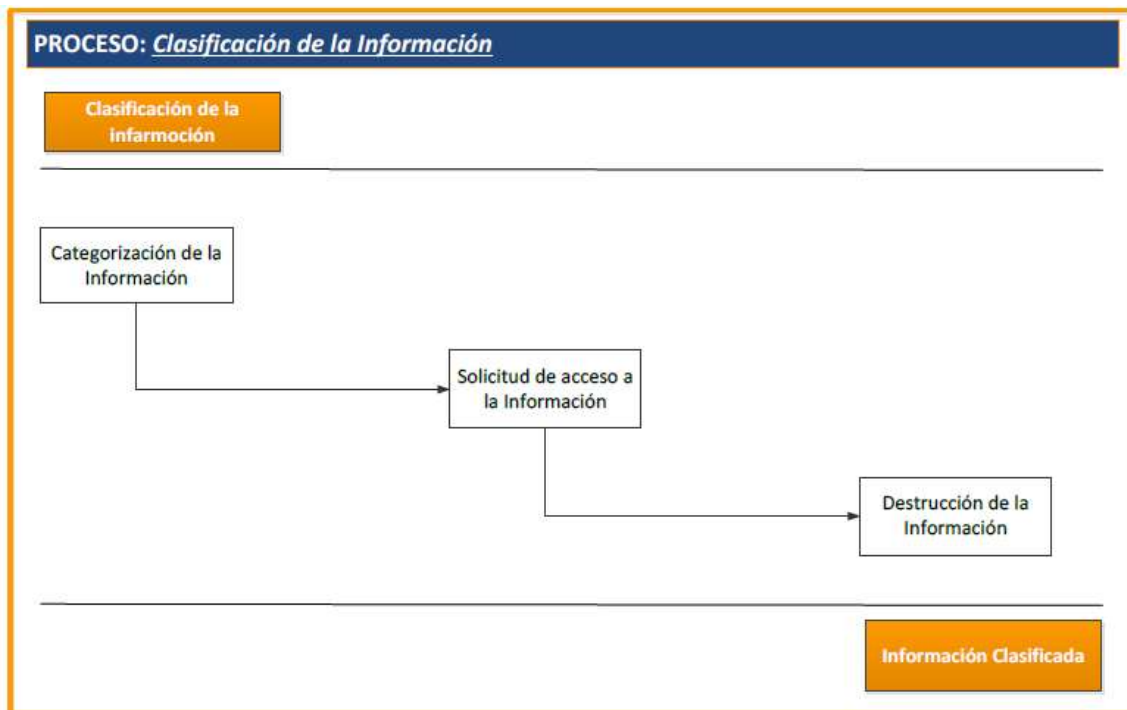 PROCESO: Clasificación de la Información
Clasificación de la
infarmoción
Categorización de la
Información
Solicitud de acceso a
la Información
Destrucción de la
Información
Información Clasificada